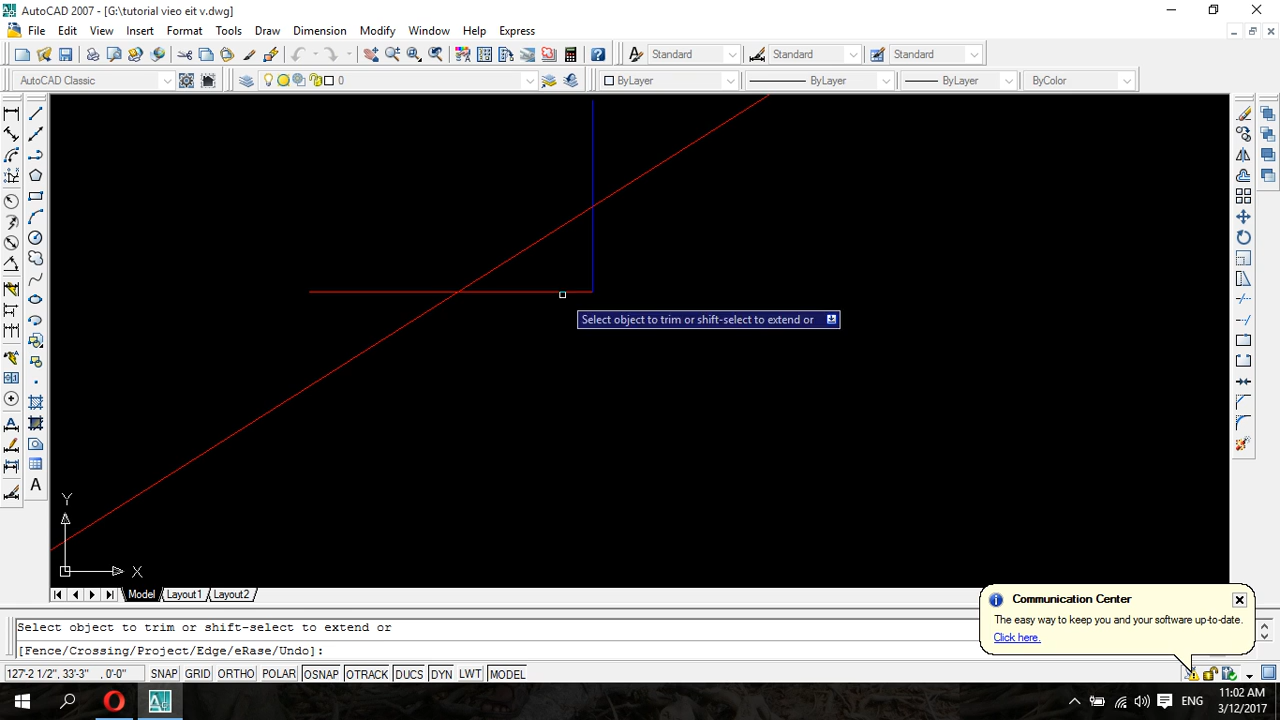 AutoCAD 2007 - [G:\tutorial vieo eit v.dwg]
File Edit View Insert Format Tools Draw Dimension Modify Window Help Express
Standard Standard Standard
AutoCAD Classic 0 ByLayer ByLayer ByLayer ByColor
A
Select object to trim or shift-select to extend or
Y
X
Model Layout1 Layout2
Communication Center
The easy way to keep you and your software up-to-date.
Click here.
Select object to trim or shift-select to extend or
[Fence/Crossing/Project/Edge/eRase/Undo]:
127'-2 1/2", 33'-3" , 0'-0" SNAP GRID ORTHO POLAR OSNAP OTRACK DUCS DYN LWT MODEL
ENG
11:02 AM
3/12/2017